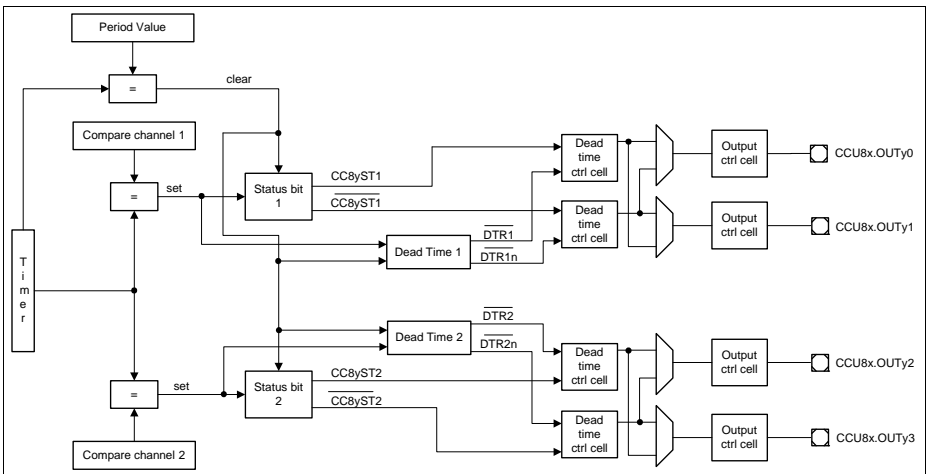 Period Value
=
clear
Compare channel 1
=
set
Status bit
1
CC8yST1
CC8yST1
Dead
time
ctrl cell
Output
ctrl cell
CCU8x.OUTy0
Dead
time
ctrl cell
Output
ctrl cell
CCU8x.OUTy1
Dead Time 1
DTR1
DTR1n
T
i
m
e
r
Dead Time 2
DTR2
DTR2n
=
set
Status bit
2
CC8yST2
CC8yST2
Dead
time
ctrl cell
Output
ctrl cell
CCU8x.OUTy2
Dead
time
ctrl cell
Output
ctrl cell
CCU8x.OUTy3
Compare channel 2